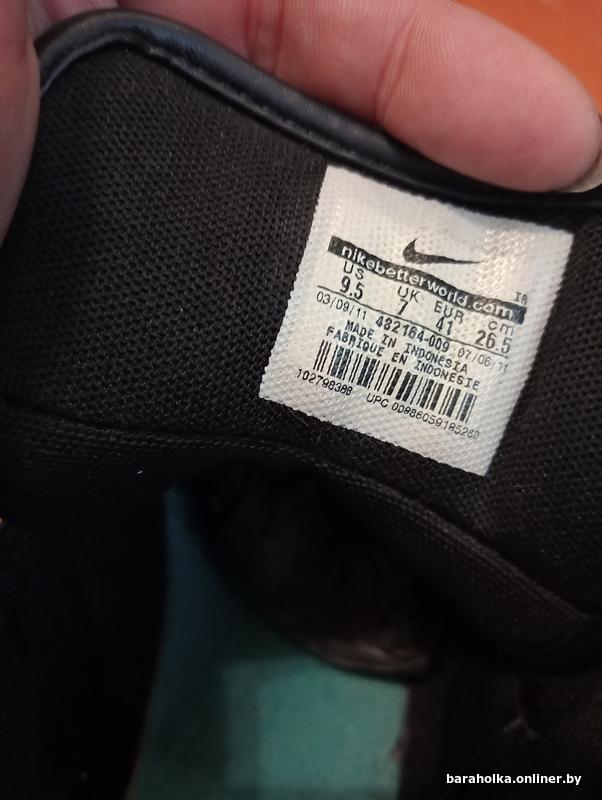 nikebetterworld.com
IA
US UK EUR cm
9.5 7 41 26.5
03/09/11 482164-009 07/06/11
MADE IN INDONESIA
FABRIQUE EN INDONESIE
102798388 UPC 00886059185260
baraholka.onliner.by